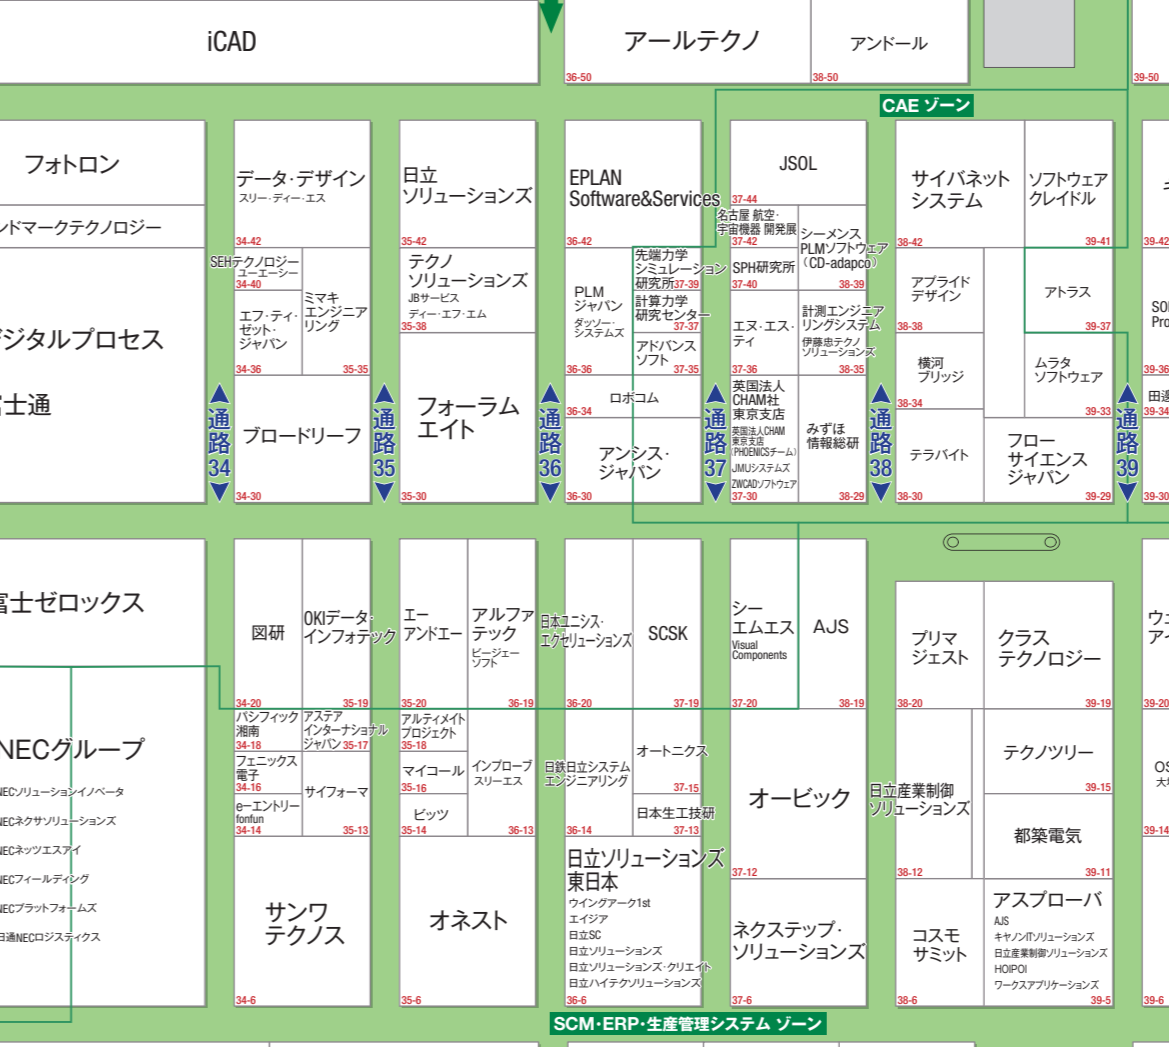 iCAD
アールテクノ
36-50
アンドール
38-50
39-50
CAE ゾーン
フォトロン
ンドマークテクノロジー
ジタルプロセス
士通
データ・デザイン
スリー・ディー・エス
34-42
SEHテクノロジー
ユーエーシー
34-40
エフ・ティ・
ゼット・
ジャパン
34-36
ミマキ
エンジニア
リング
35-35
ブロードリーフ
34-30
通路34
日立
ソリューションズ
35-42
テクノ
ソリューションズ
JBサービス
ディー・エフ・エム
35-38
フォーラム
エイト
35-30
通路35
EPLAN
Software&Services
36-42
PLM
ジャパン
ダッソー・
システムズ
36-36
先端力学
シミュレーション
研究所37-39
計算力学
研究センター
37-37
アドバンス
ソフト
37-35
ロボコム
36-34
アンシス・
ジャパン
36-30
通路36
JSOL
37-44
名古屋 航空・
宇宙機器 開発展
37-42
SPH研究所
37-40
シーメンス
PLMソフトウェア
(CD-adapco)
38-39
エヌ・エス・
ティ
37-36
計測エンジニア
リングシステム
伊藤忠テクノ
ソリューションズ
38-35
英国法人
CHAM社
東京支店
英国法人CHAM
東京支店
(PHOENICSチーム)
JMUシステムズ
ZWCADソフトウェア
37-30
みずほ
情報総研
38-29
通路37
サイバネット
システム
38-42
ソフトウェア
クレイドル
39-41
アプライド
デザイン
38-38
アトラス
39-37
横河
ブリッジ
38-34
ムラタ
ソフトウェア
39-33
テラバイト
38-30
フロー
サイエンス
ジャパン
39-29
通路38
39-42
SOL
Pro
39-36
39-34
39-30
通路39
富士ゼロックス
NECグループ
NECソリューションイノベータ
NECネクサソリューションズ
NECネッツエスアイ
NECフィールディング
NECプラットフォームズ
日通NECロジスティクス
図研
34-20
OKIデータ・
インフォテック
35-19
パシフィック
湘南
34-18
アステア
インターナショナル
ジャパン 35-17
フェニックス
電子
34-16
サイフォーマ
35-13
e－エントリー
fonfun
34-14
サンワ
テクノス
34-6
エー
アンドエー
35-20
アルファ
テック
ビージェー
ソフト
36-19
アルティメイト
プロジェクト
35-18
マイコール
35-16
インプローブ
スリーエス
36-13
ビッツ
35-14
オネスト
35-6
日本ユニシス・
エクセリューションズ
36-20
SCSK
37-19
日鉄日立システム
エンジニアリング
36-14
オートニクス
37-15
日本生工技研
37-13
日立ソリューションズ
東日本
ウイングアーク1st
エイジア
日立SC
日立ソリューションズ
日立ソリューションズ・クリエイト
日立ハイテクソリューションズ
36-6
シー
エムエス
Visual
Components
37-20
AJS
38-19
オービック
37-12
ネクステップ・
ソリューションズ
37-6
プリマ
ジェスト
38-20
クラス
テクノロジー
39-19
日立産業制御
ソリューションズ
38-12
テクノツリー
39-15
都築電気
39-11
コスモ
サミット
38-6
アスプローバ
AJS
キヤノンITソリューションズ
日立産業制御ソリューションズ
HOIPOI
ワークスアプリケーションズ
39-5
ウェ
アイ
39-20
39-14
39-6
SCM・ERP・生産管理システム ゾーン